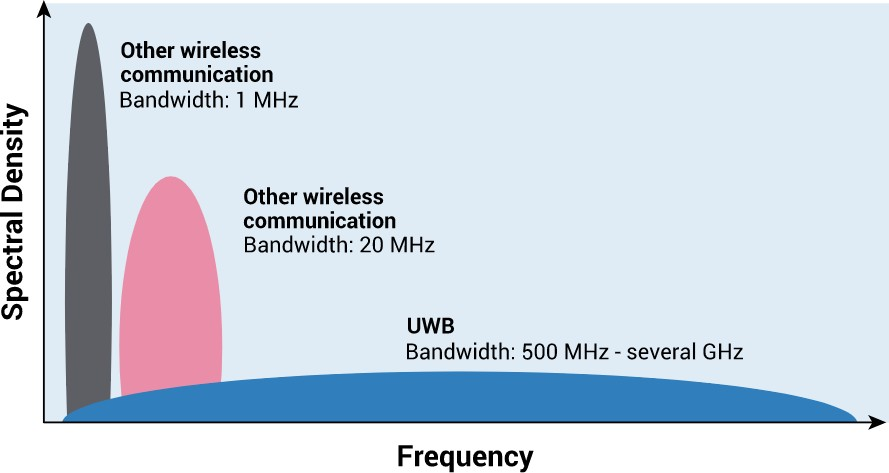 Other wireless
communication
Bandwidth: 1 MHz
Other wireless
communication
Bandwidth: 20 MHz
UWB
Bandwidth: 500 MHz - several GHz
Spectral Density
Frequency